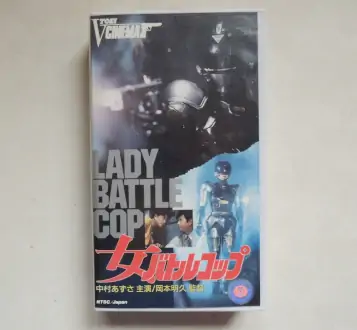 TOEI
V CINEMA
LADY
BATTLE
COP
女バトルコップ
中村あずさ 主演/岡本明久 監督
NTSC・Japan